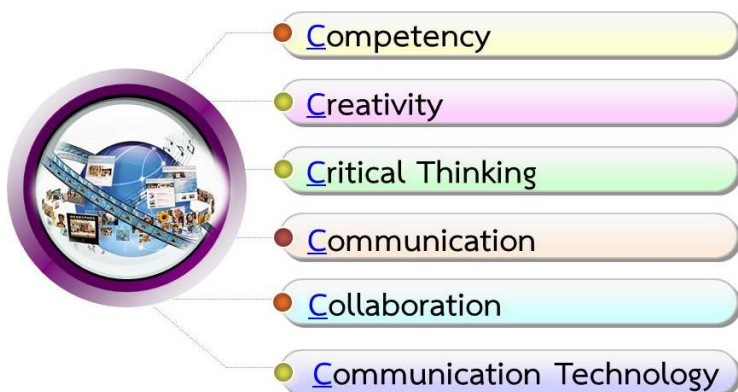 Competency
Creativity
Critical Thinking
Communication
Collaboration
Communication Technology